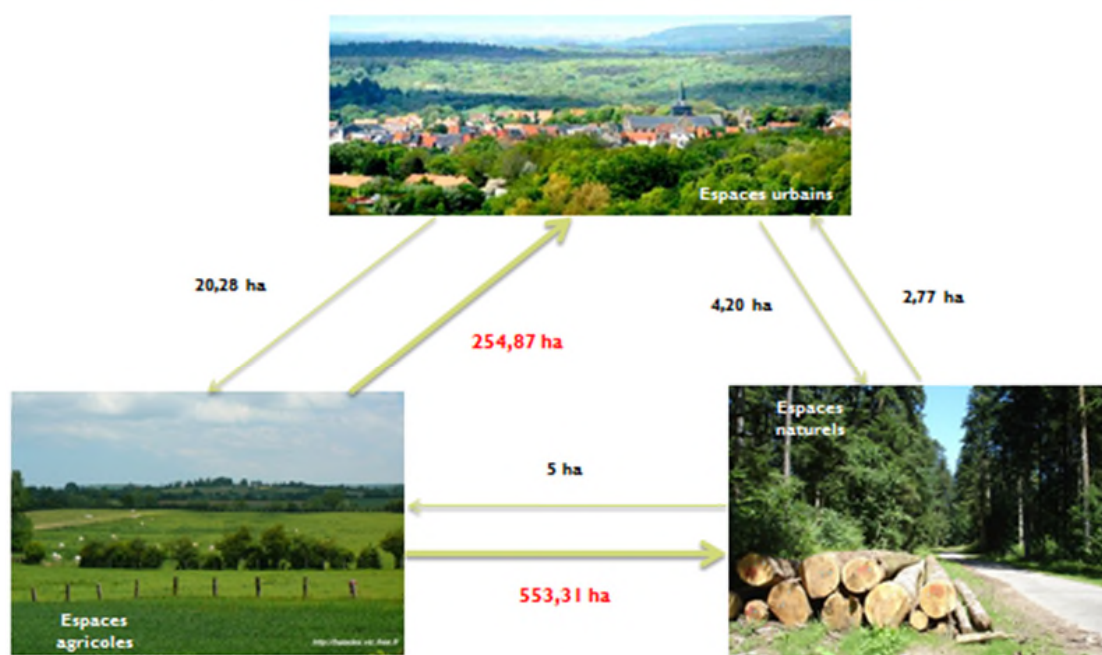 Espaces urbains
20,28 ha
4,20 ha
2,77 ha
254,87 ha
Espaces
naturels
5 ha
553,31 ha
Espaces
agricoles